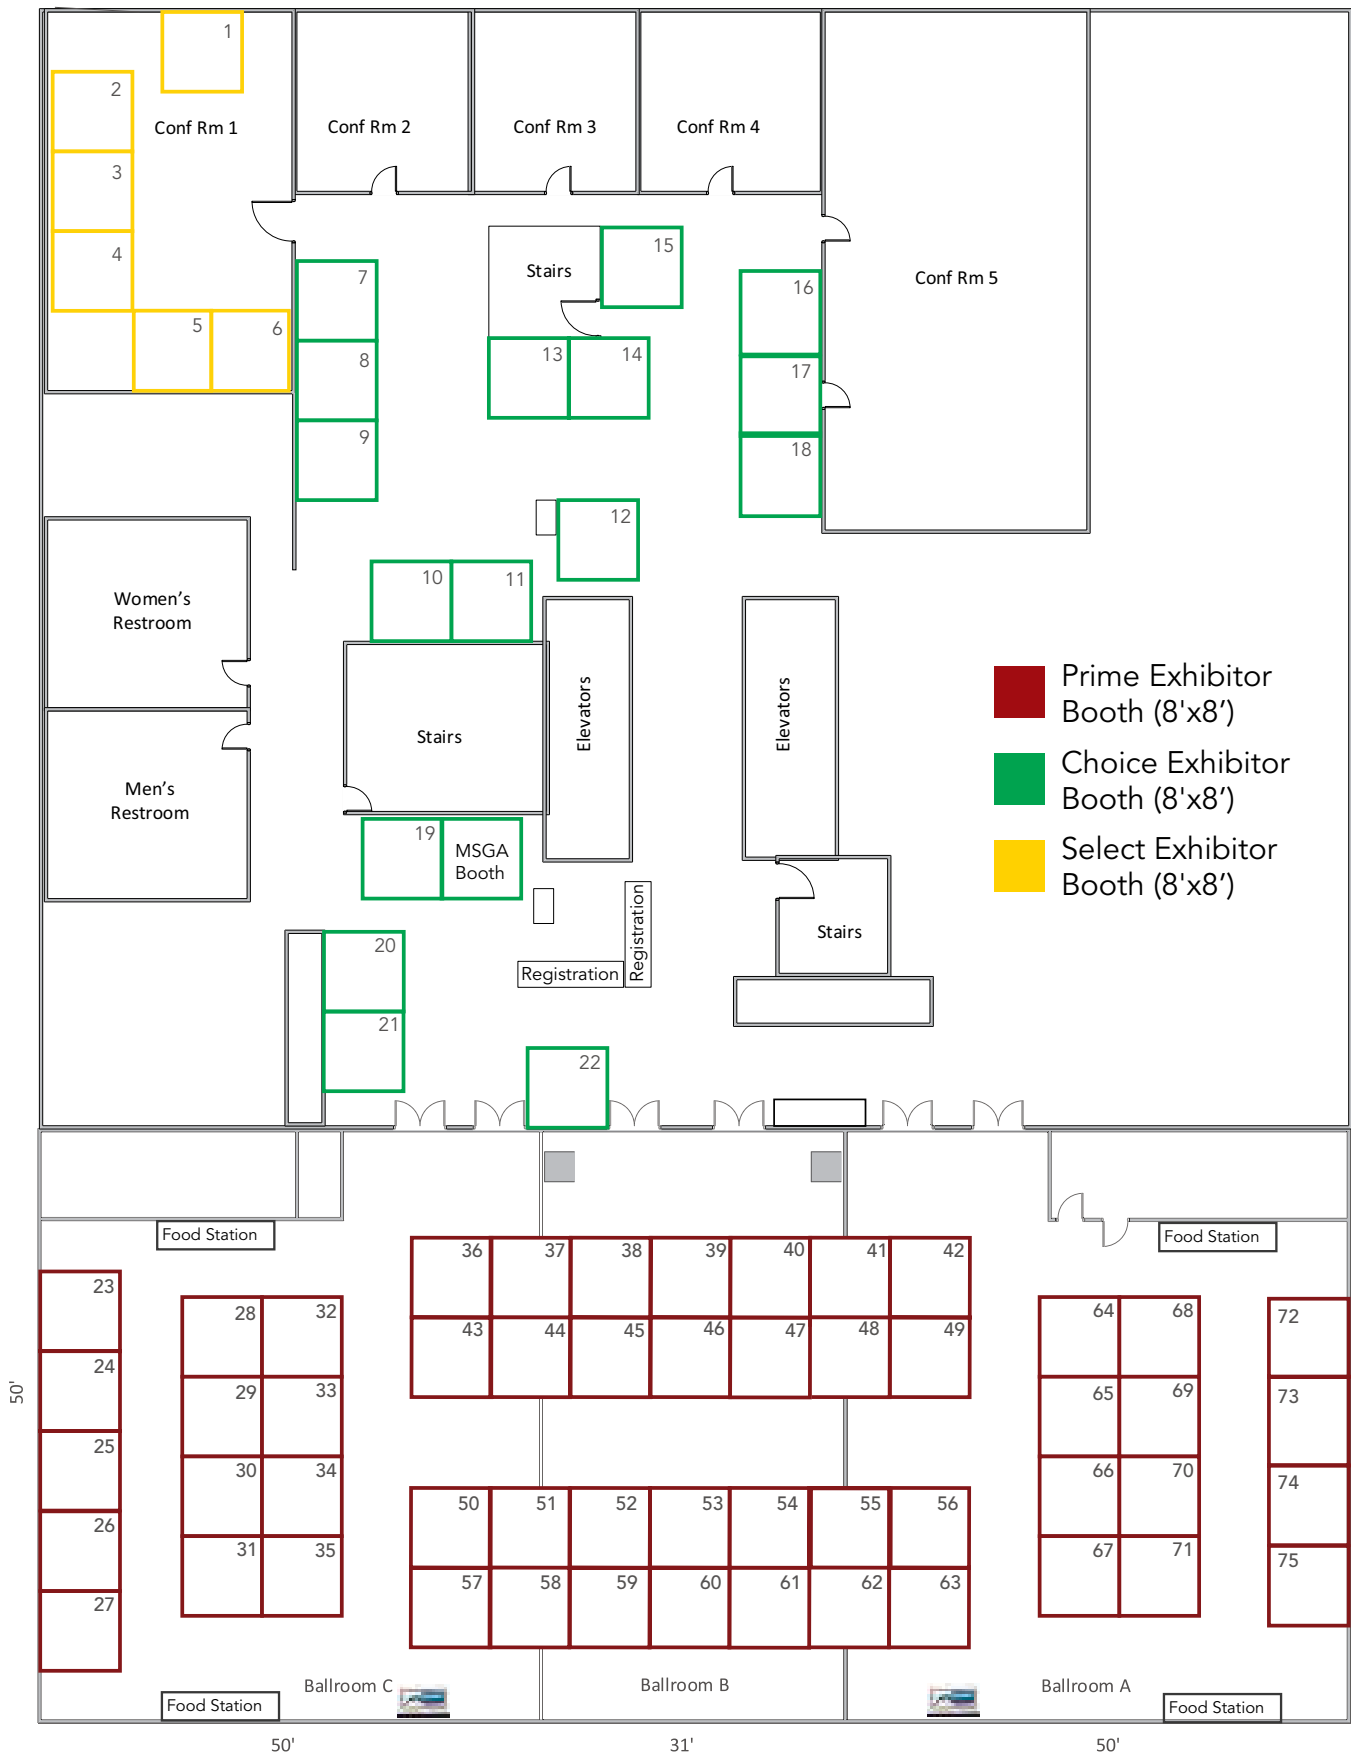 1
2
Conf Rm 1
Conf Rm 2
Conf Rm 3
Conf Rm 4
3
4
5
6
7
8
9
Stairs
15
13
14
16
17
18
Conf Rm 5
12
10
11
Women's
Restroom
Men's
Restroom
Stairs
Elevators
Elevators
Prime Exhibitor
Booth (8'x8')
Choice Exhibitor
Booth (8'x8')
Select Exhibitor
Booth (8'x8')
19
MSGA
Booth
Registration
Registration
Stairs
20
21
22
Food Station
Food Station
23
24
25
26
27
28
32
29
33
30
34
31
35
36
37
38
39
40
41
42
43
44
45
46
47
48
49
50
51
52
53
54
55
56
57
58
59
60
61
62
63
64
68
65
69
66
70
67
71
72
73
74
75
50'
Ballroom C
Ballroom B
Ballroom A
Food Station
Food Station
50'
31'
50'